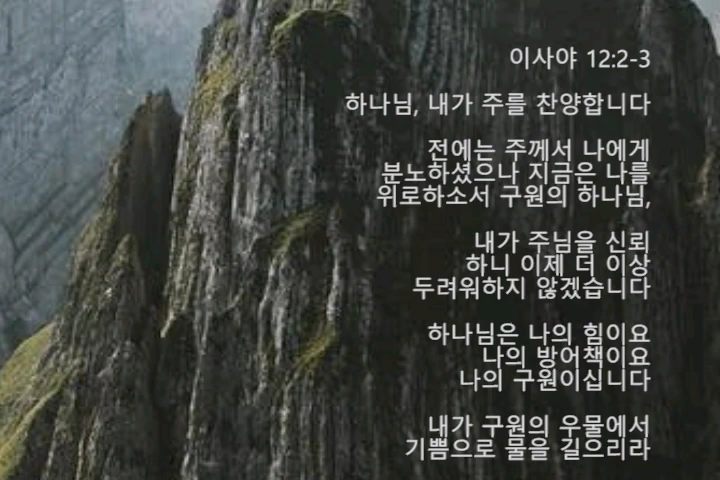 이사야 12:2-3
하나님, 내가 주를 찬양합니다
전에는 주께서 나에게
분노하셨으나 지금은 나를
위로하소서 구원의 하나님,
내가 주님을 신뢰
하니 이제 더 이상
두려워하지 않겠습니다
하나님은 나의 힘이요
나의 방어책이요
나의 구원이십니다
내가 구원의 우물에서
기쁨으로 물을 길으리라